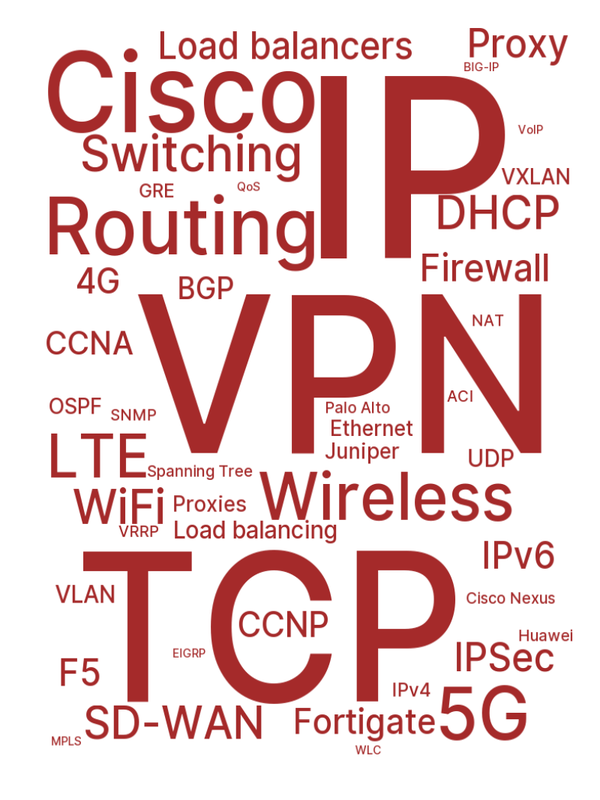 Load balancers
Proxy
Cisco
IP
BIG-IP
VoIP
Switching
VXLAN
GRE
QoS
Routing
DHCP
4G
BGP
Firewall
VPN
NAT
CCNA
ACI
OSPF
SNMP
Palo Alto
Ethernet
Juniper
LTE
UDP
Spanning Tree
Wireless
WiFi
Proxies
VRRP
Load balancing
TCP
IPv6
VLAN
Cisco Nexus
CCNP
Huawei
EIGRP
IPSec
F5
IPv4
5G
SD-WAN
Fortigate
MPLS
WLC